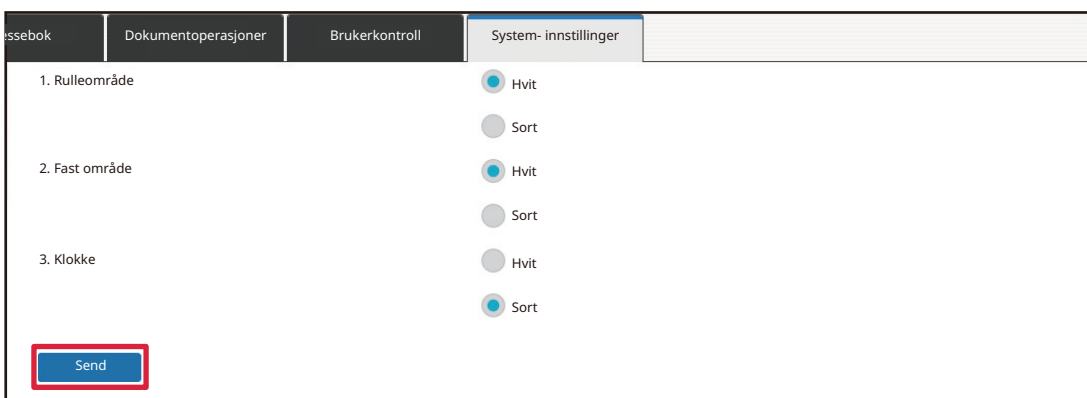 essebok Dokumentoperasjoner Brukerkontroll System- innstillinger
1. Rulleområde Hvit
Sort
2. Fast område Hvit
Sort
3. Klokke Hvit
Sort
Send